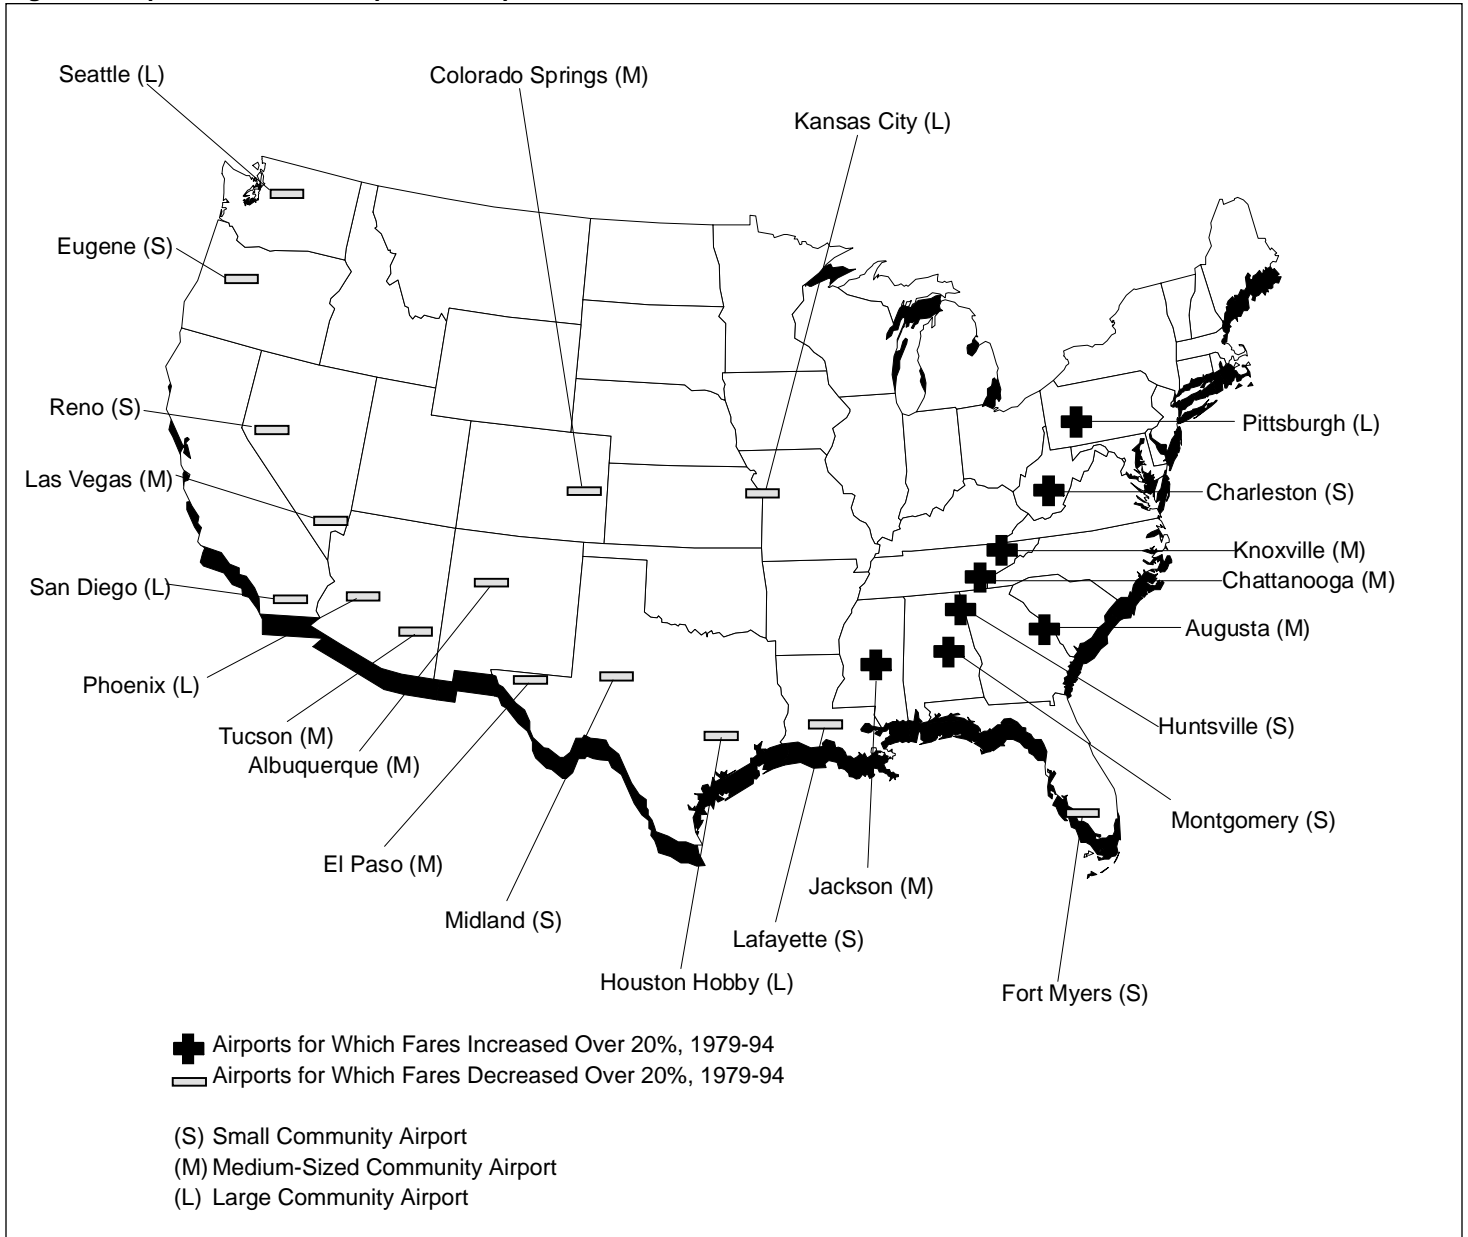 Seattle (L)
Colorado Springs (M)
Kansas City (L)
Eugene (S)
Reno (S)
Pittsburgh (L)
Las Vegas (M)
Charleston (S)
Knoxville (M)
Chattanooga (M)
San Diego (L)
Augusta (M)
Phoenix (L)
Huntsville (S)
Tucson (M)
Albuquerque (M)
Montgomery (S)
El Paso (M)
Jackson (M)
Midland (S)
Lafayette (S)
Houston Hobby (L)
Fort Myers (S)
Airports for Which Fares Increased Over 20%, 1979-94
Airports for Which Fares Decreased Over 20%, 1979-94
(S) Small Community Airport
(M) Medium-Sized Community Airport
(L) Large Community Airport